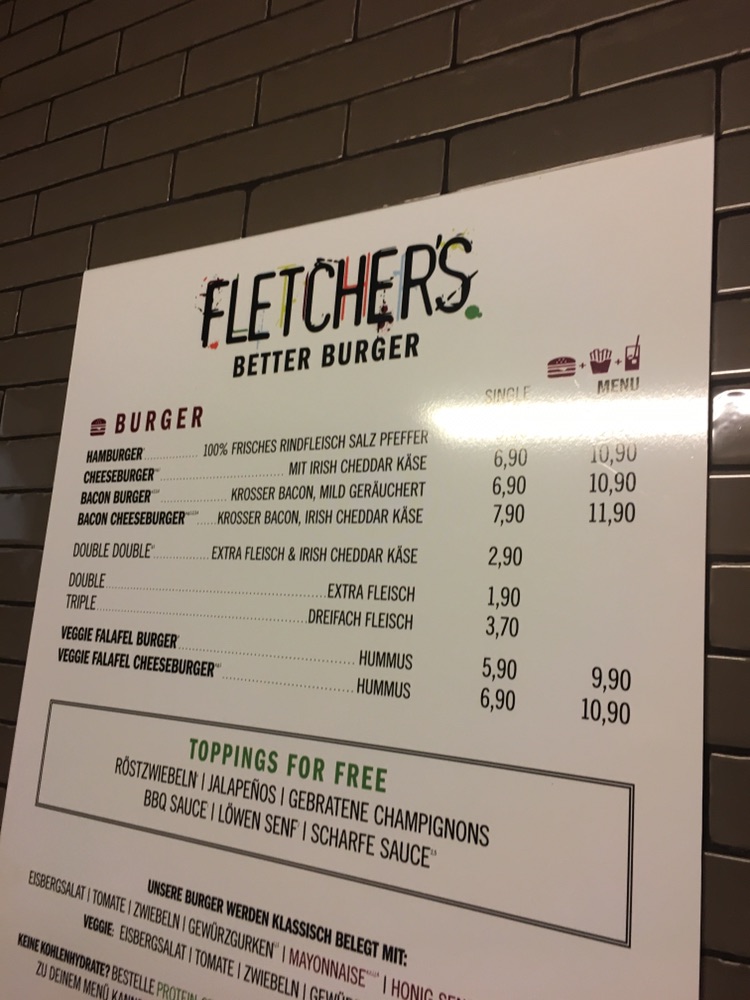 FLETCHER'S
BETTER BURGER
SINGLE MENU
BURGER
HAMBURGER 100% FRISCHES RINDFLEISCH SALZ PFEFFER
CHEESEBURGER MIT IRISH CHEDDAR KÄSE 6,90 10,90
BACON BURGER KROSSER BACON, MILD GERÄUCHERT 6,90 10,90
BACON CHEESEBURGER KROSSER BACON, IRISH CHEDDAR KÄSE 7,90 11,90
DOUBLE DOUBLE EXTRA FLEISCH & IRISH CHEDDAR KÄSE 2,90
DOUBLE EXTRA FLEISCH 1,90
TRIPLE DREIFACH FLEISCH 3,70
VEGGIE FALAFEL BURGER HUMMUS 5,90 9,90
VEGGIE FALAFEL CHEESEBURGER HUMMUS 6,90 10,90
TOPPINGS FOR FREE
RÖSTZWIEBELN | JALAPEÑOS | GEBRATENE CHAMPIGNONS
BBQ SAUCE | LÖWEN SENF | SCHARFE SAUCE
UNSERE BURGER WERDEN KLASSISCH BELEGT MIT:
EISBERGSALAT | TOMATE | ZWIEBELN | GEWÜRZGURKEN | MAYONNAISE | HONIG
VEGGIE: EISBERGSALAT | TOMATE | ZWIEBELN |
KEINE KOHLENHYDRATE? BESTELLE PROTEIN
ZU DEINEM MENÜ